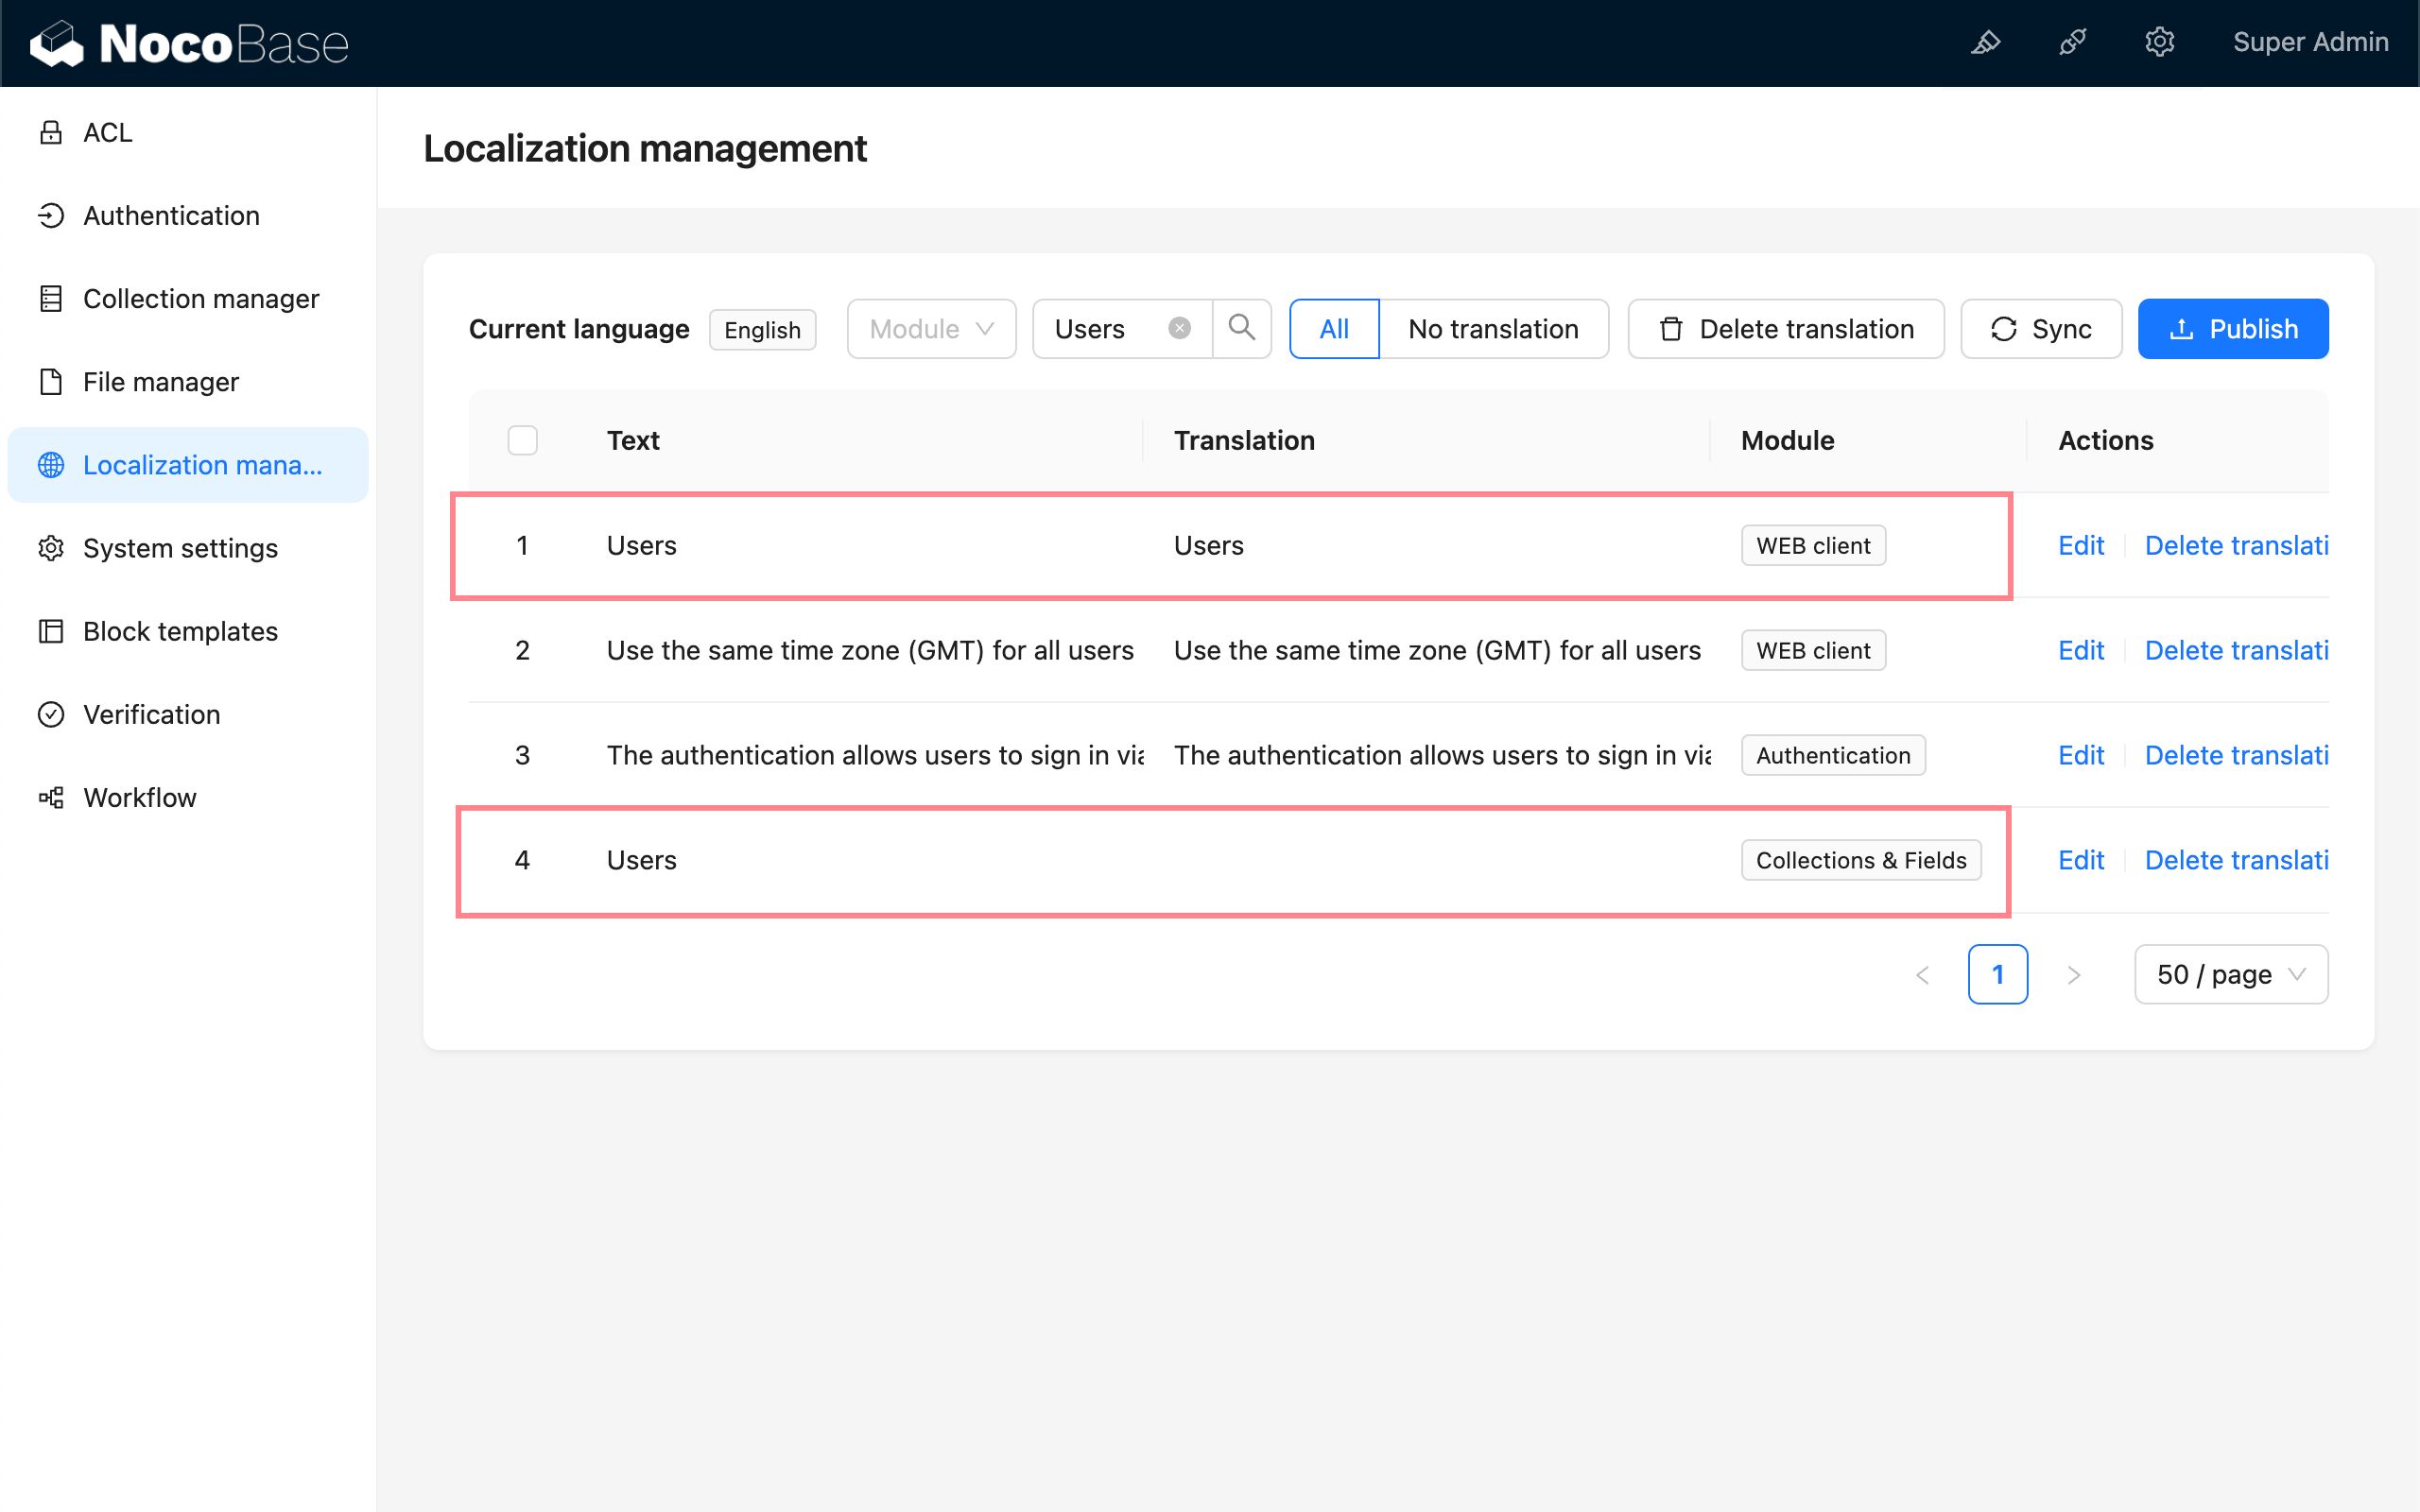 NocoBase
Super Admin
ACL
Authentication
Collection manager
File manager
Localization mana...
System settings
Block templates
Verification
Workflow
Localization management
Current language English Module Users All No translation Delete translation Sync Publish
Text Translation Module Actions
1 Users Users WEB client Edit Delete translati
2 Use the same time zone (GMT) for all users Use the same time zone (GMT) for all users WEB client Edit Delete translati
3 The authentication allows users to sign in via The authentication allows users to sign in via Authentication Edit Delete translati
4 Users Collections & Fields Edit Delete translati
1 50 / page